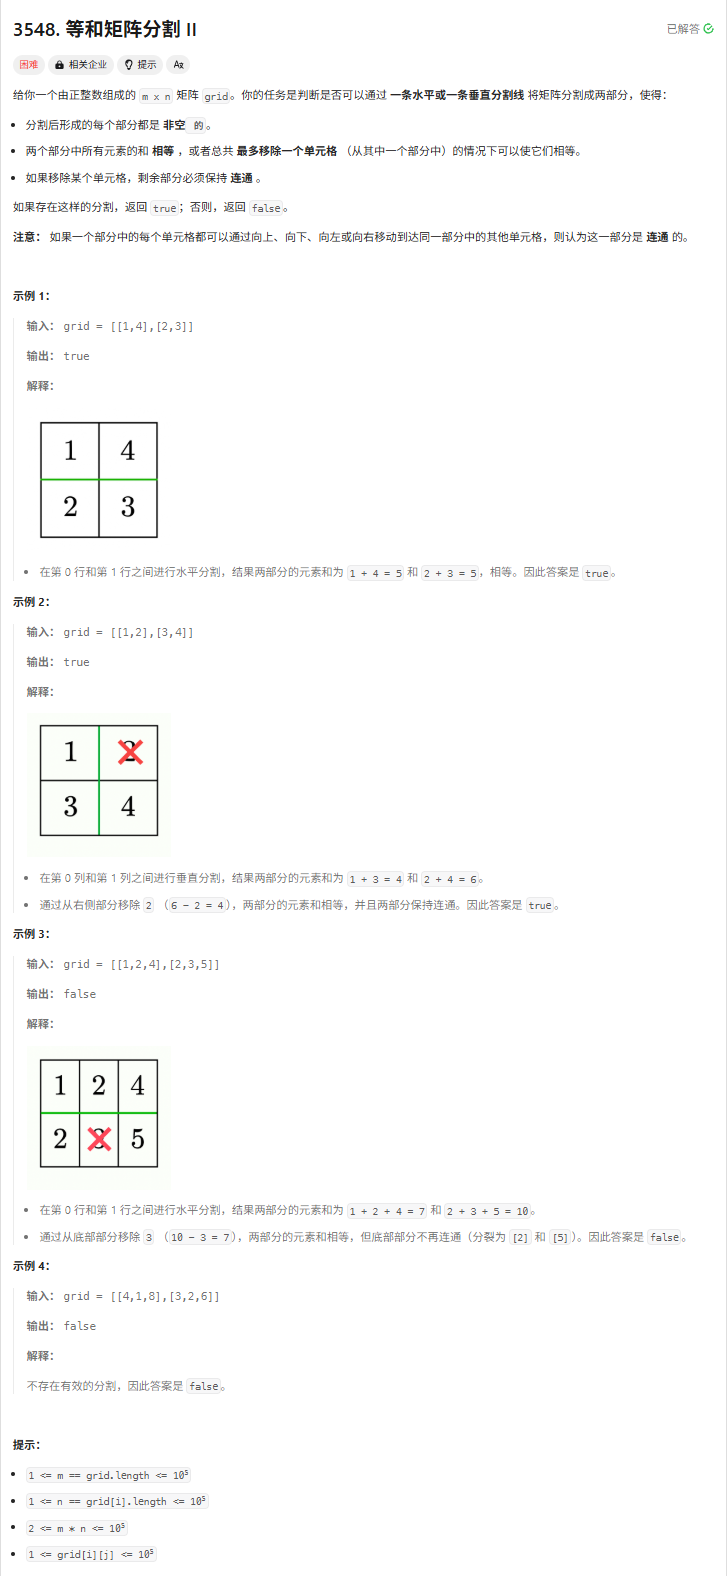 3548. 等和矩阵分割 II
已解答
困难 相关企业 提示
给你一个由正整数组成的 m x n 矩阵 grid。你的任务是判断是否可以通过 一条水平或一条垂直分割线 将矩阵分割成两部分，使得：
分割后形成的每个部分都是 非空 的。
两个部分中所有元素的和 相等 ，或者总共 最多移除一个单元格 （从其中一个部分中）的情况下可以使它们相等。
如果移除某个单元格，剩余部分必须保持 连通 。
如果存在这样的分割，返回 true；否则，返回 false。
注意： 如果一个部分中的每个单元格都可以通过向上、向下、向左或向右移动到达同一部分中的其他单元格，则认为这一部分是 连通 的。
示例 1：
输入： grid = [[1,4],[2,3]]
输出： true
解释：
1 4
2 3
在第 0 行和第 1 行之间进行水平分割，结果两部分的元素和为 1 + 4 = 5 和 2 + 3 = 5，相等。因此答案是 true。
示例 2：
输入： grid = [[1,2],[3,4]]
输出： true
解释：
1 2
3 4
在第 0 列和第 1 列之间进行垂直分割，结果两部分的元素和为 1 + 3 = 4 和 2 + 4 = 6。
通过从右侧部分移除 2 （6 - 2 = 4），两部分的元素和相等，并且两部分保持连通。因此答案是 true。
示例 3：
输入： grid = [[1,2,4],[2,3,5]]
输出： false
解释：
1 2 4
2 3 5
在第 0 行和第 1 行之间进行水平分割，结果两部分的元素和为 1 + 2 + 4 = 7 和 2 + 3 + 5 = 10。
通过从底部部分移除 3 （10 - 3 = 7），两部分的元素和相等，但底部部分不再连通（分裂为 [2] 和 [5]）。因此答案是 false。
示例 4：
输入： grid = [[4,1,8],[3,2,6]]
输出： false
解释：
不存在有效的分割，因此答案是 false。
提示：
1 <= m == grid.length <= 10⁵
1 <= n == grid[i].length <= 10⁵
2 <= m * n <= 10⁵
1 <= grid[i][j] <= 10⁵